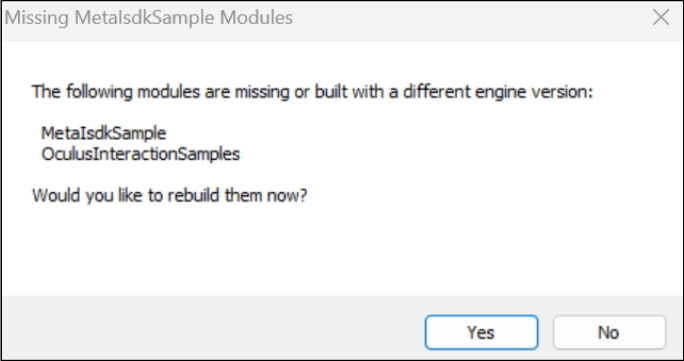 Missing MetaIsdkSample Modules
The following modules are missing or built with a different engine version:
MetaIsdkSample
OculusInteractionSamples
Would you like to rebuild them now?
Yes
No